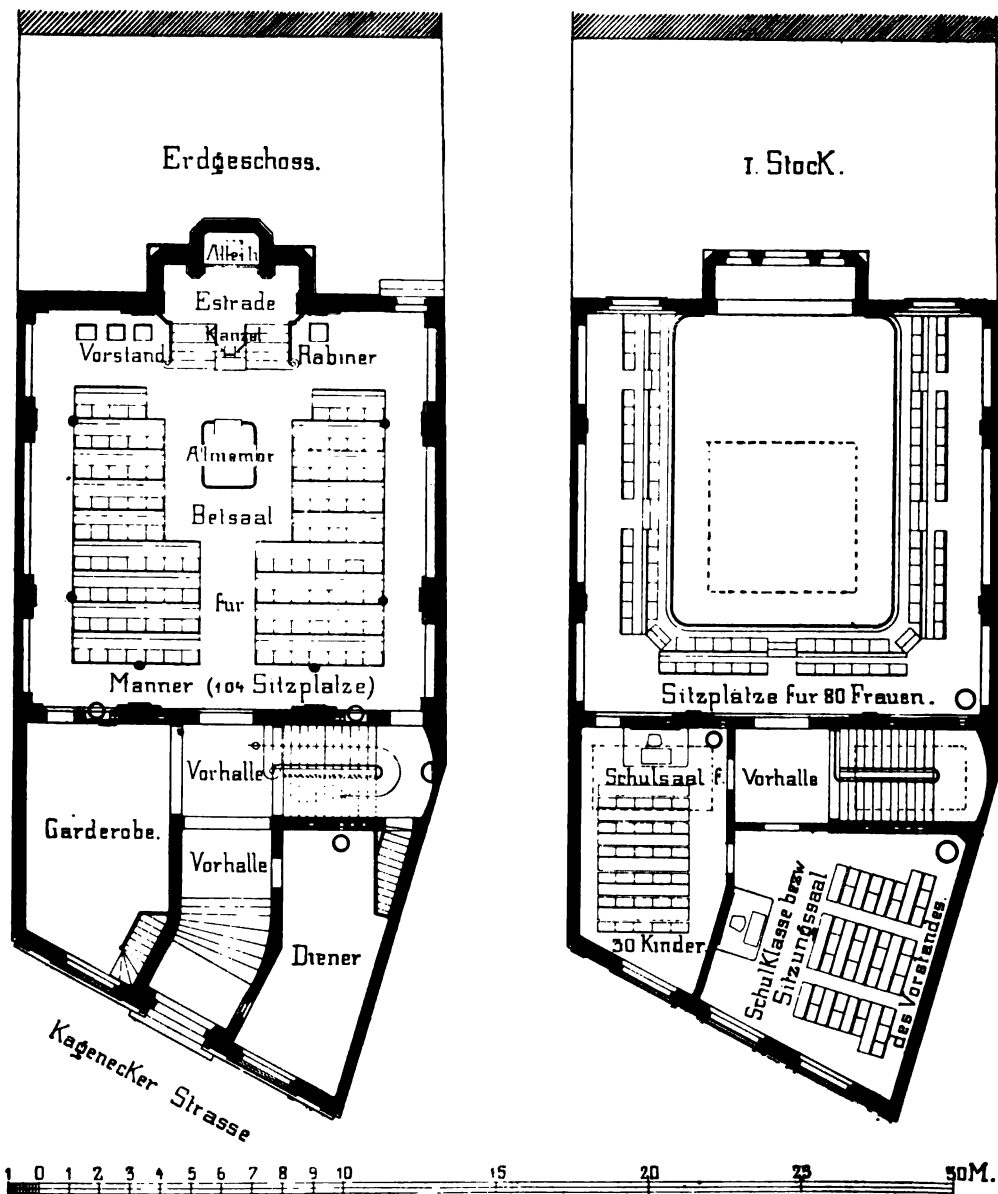 Erdgeschoss.
Estrade
Kanzel
Vorstand
Rabiner
Almemor
Betsaal
fur
Manner (104 Sitzplatze)
Vorhalle
Garderobe.
Vorhalle
Diener
Kagenecker Strasse
I. Stock.
Sitzplatze fur 80 Frauen.
Schulsaal f.
30 Kinder
Vorhalle
Schulklasse bezw
Sitzungssaal
des Vorstandes.
1 0 1 2 3 4 5 6 7 8 9 10 15 20 25 30M.